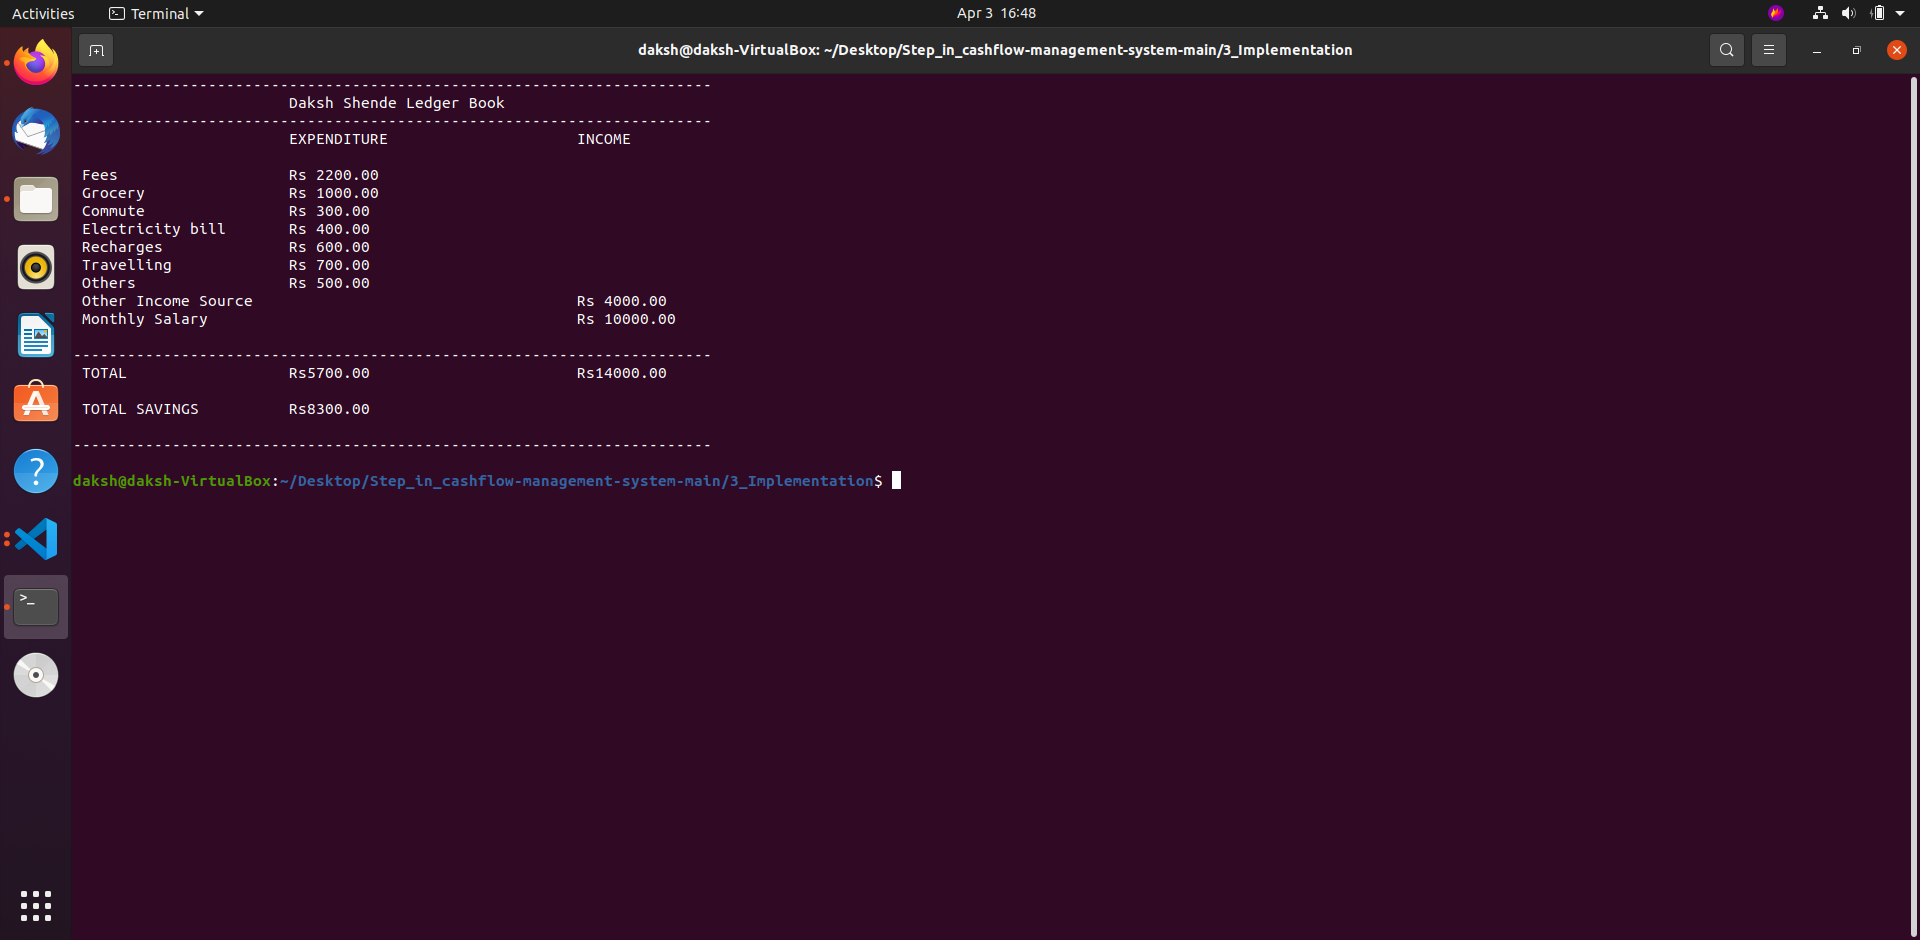 Activities Terminal Apr 3 16:48
daksh@daksh-VirtualBox: ~/Desktop/Step_in_cashflow-management-system-main/3_Implementation
-----------------------------------------------------------------------
Daksh Shende Ledger Book
-----------------------------------------------------------------------
EXPENDITURE INCOME
Fees Rs 2200.00
Grocery Rs 1000.00
Commute Rs 300.00
Electricity bill Rs 400.00
Recharges Rs 600.00
Travelling Rs 700.00
Others Rs 500.00
Other Income Source Rs 4000.00
Monthly Salary Rs 10000.00
-----------------------------------------------------------------------
TOTAL Rs5700.00 Rs14000.00
TOTAL SAVINGS Rs8300.00
-----------------------------------------------------------------------
daksh@daksh-VirtualBox:~/Desktop/Step_in_cashflow-management-system-main/3_Implementation$